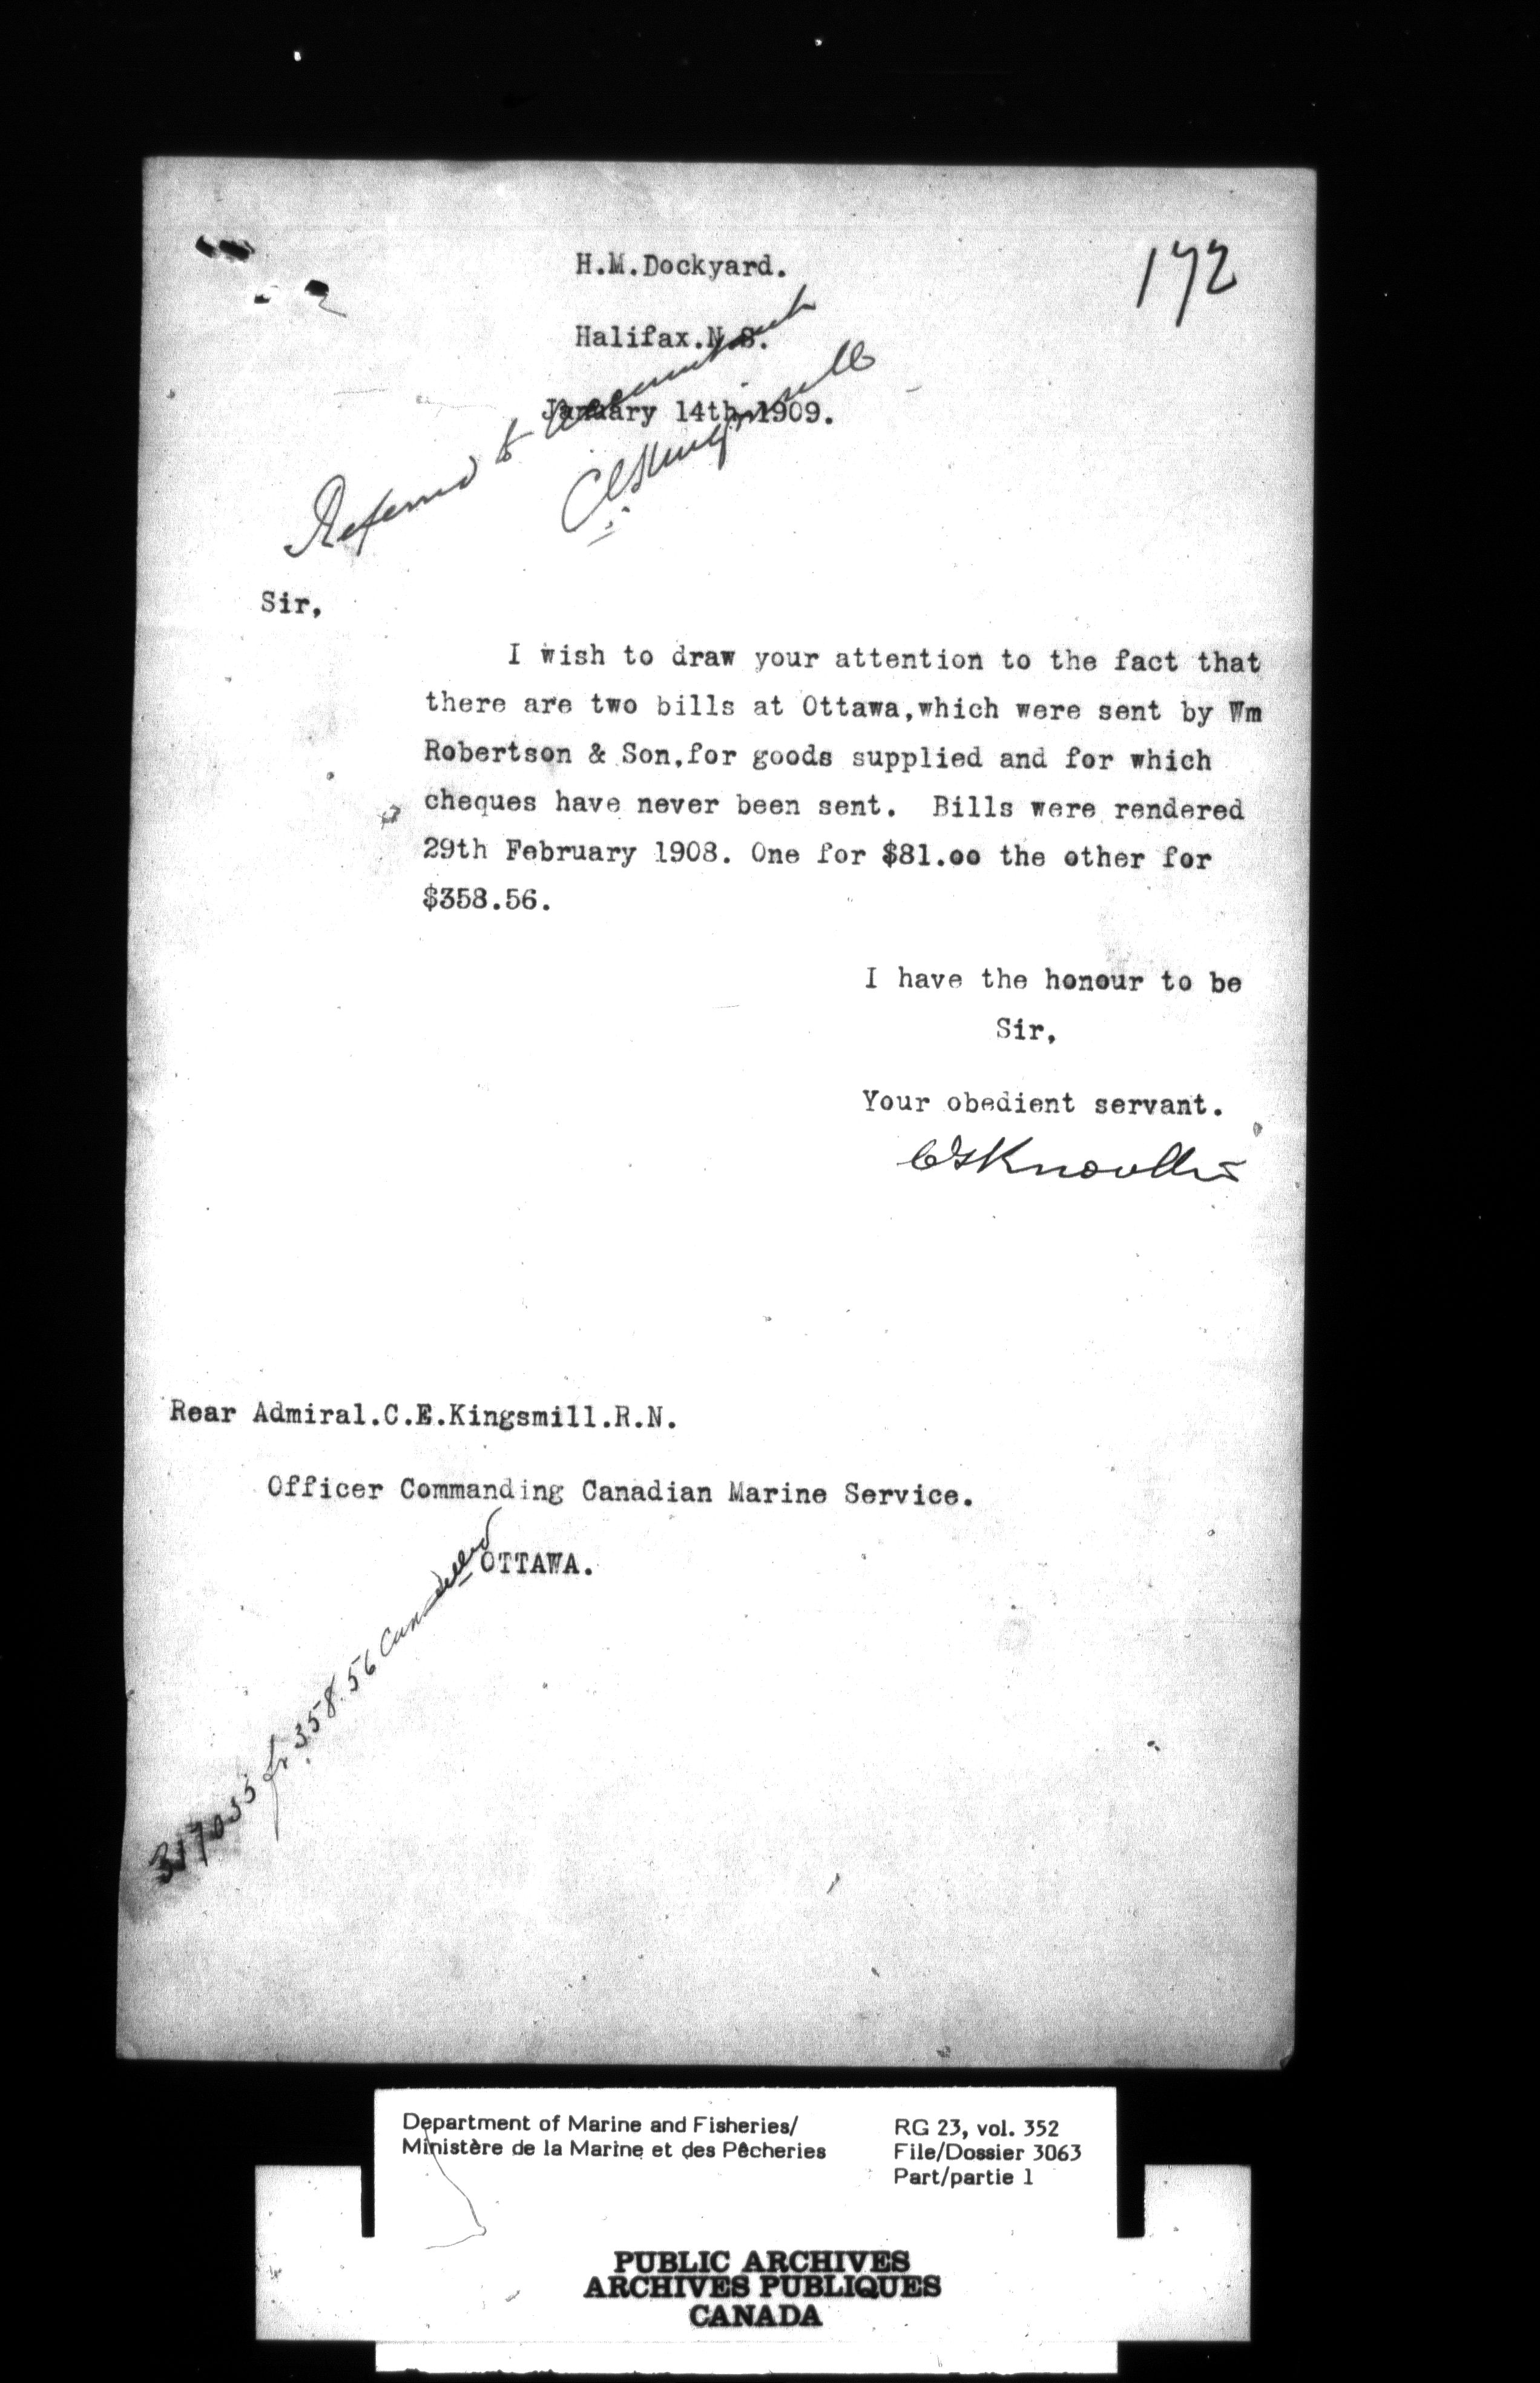 172
H.M.Dockyard.
Halifax.N.S.
January 14th 1909.
Referred to Accountant
CEKingsmill
Sir,
I wish to draw your attention to the fact that
there are two bills at Ottawa,which were sent by Wm
Robertson & Son,for goods supplied and for which
cheques have never been sent. Bills were rendered
29th February 1908. One for $81.oo the other for
$358.56.
I have the honour to be
Sir,
Your obedient servant.
Rear Admiral.C.E.Kingsmill.R.N.
Officer Commanding Canadian Marine Service.
OTTAWA.
317033 fr 358.56 Cancelled
Department of Marine and Fisheries/
Ministère de la Marine et des Pêcheries
RG 23, vol. 352
File/Dossier 3063
Part/partie 1
PUBLIC ARCHIVES
ARCHIVES PUBLIQUES
CANADA